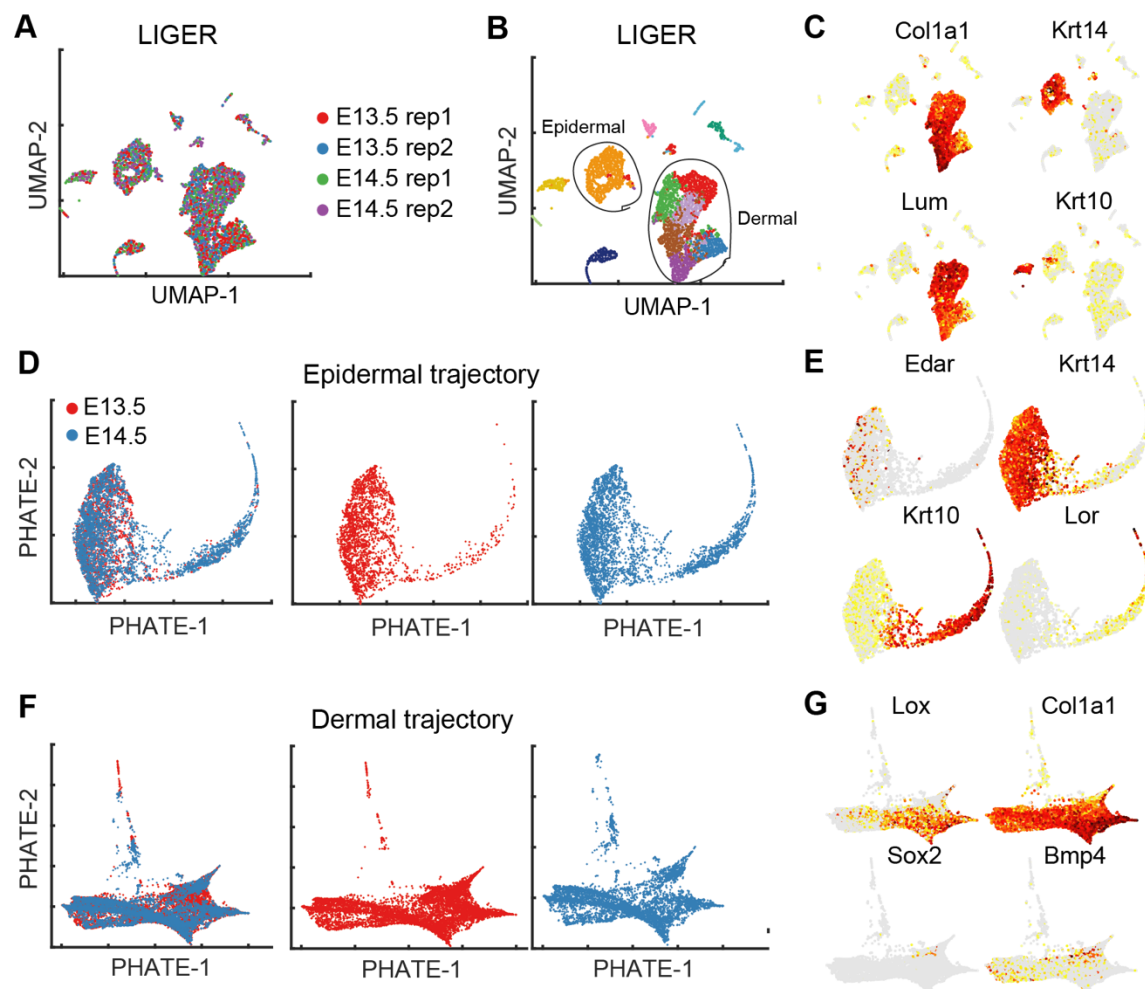 A
LIGER
UMAP-2
UMAP-1
E13.5 rep1
E13.5 rep2
E14.5 rep1
E14.5 rep2
B
LIGER
UMAP-2
Epidermal
Dermal
UMAP-1
C
Col1a1
Krt14
Lum
Krt10
D
Epidermal trajectory
E13.5
E14.5
PHATE-2
PHATE-1
PHATE-1
PHATE-1
E
Edar
Krt14
Krt10
Lor
F
Dermal trajectory
PHATE-2
PHATE-1
PHATE-1
PHATE-1
G
Lox
Col1a1
Sox2
Bmp4